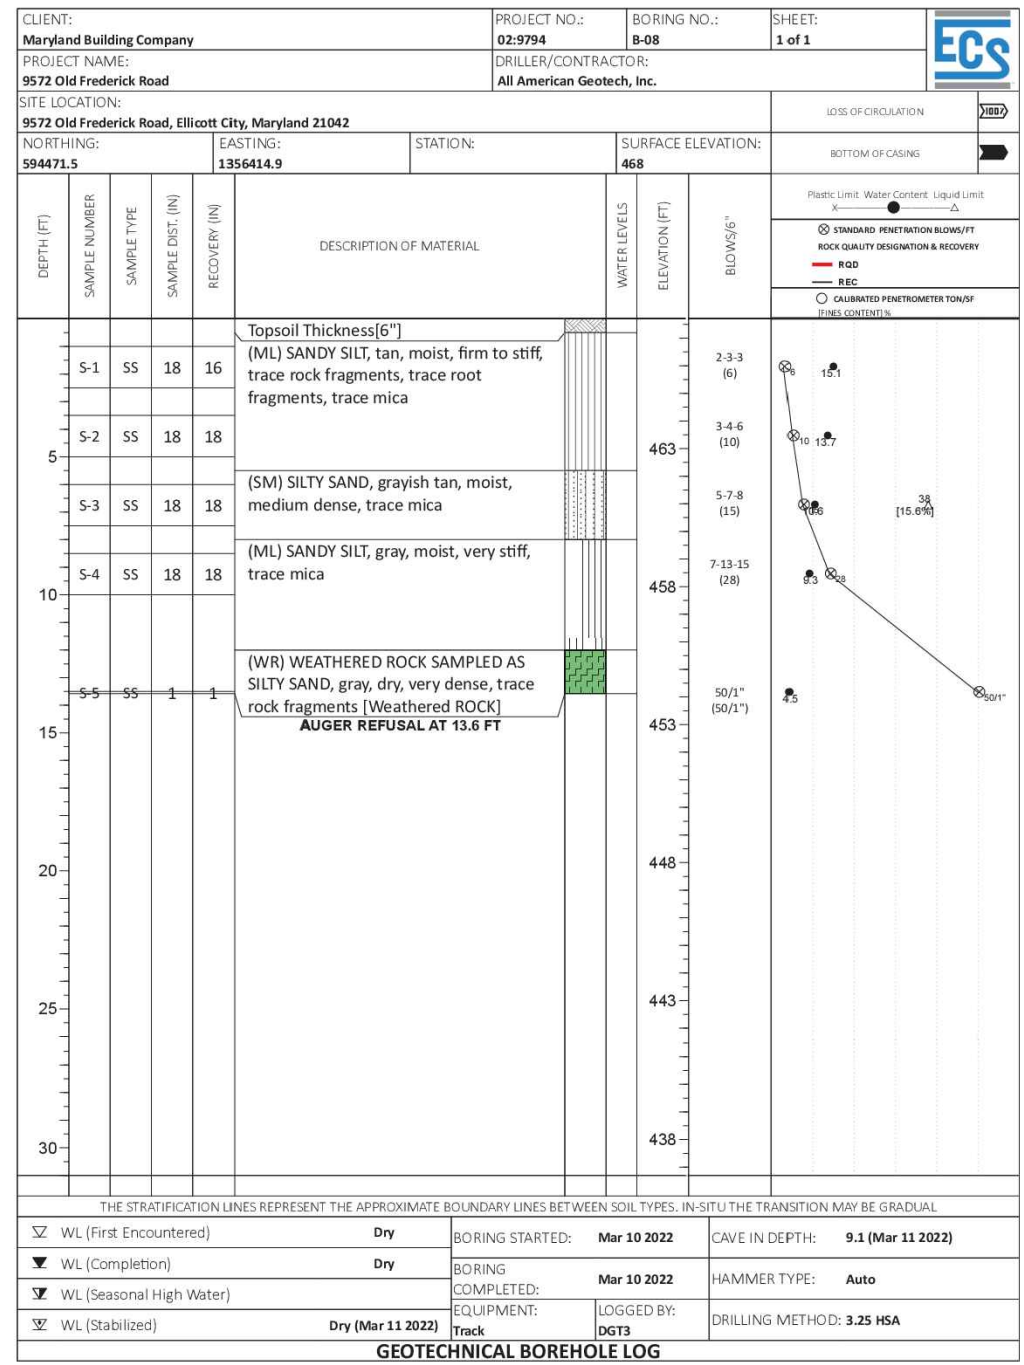 CLIENT:
Maryland Building Company
PROJECT NO.:
02:9794
BORING NO.:
B-08
SHEET:
1 of 1
ECS
PROJECT NAME:
9572 Old Frederick Road
DRILLER/CONTRACTOR:
All American Geotech, Inc.
SITE LOCATION:
9572 Old Frederick Road, Ellicott City, Maryland 21042
LOSS OF CIRCULATION
NORTHING:
594471.5
EASTING:
1356414.9
STATION:
SURFACE ELEVATION:
468
BOTTOM OF CASING
DEPTH (FT)
SAMPLE NUMBER
SAMPLE TYPE
SAMPLE DIST. (IN)
RECOVERY (IN)
DESCRIPTION OF MATERIAL
WATER LEVELS
ELEVATION (FT)
BLOWS/6"
Plastic Limit Water Content Liquid Limit
X
STANDARD PENETRATION BLOWS/FT
ROCK QUALITY DESIGNATION & RECOVERY
RQD
REC
CALIBRATED PENETROMETER TON/SF
[FINES CONTENT] %
Topsoil Thickness[6"]
(ML) SANDY SILT, tan, moist, firm to stiff,
trace rock fragments, trace root
fragments, trace mica
S-1 SS 18 16
2-3-3
(6)
6
15.1
S-2 SS 18 18
3-4-6
(10)
10
13.7
5
463
(SM) SILTY SAND, grayish tan, moist,
medium dense, trace mica
S-3 SS 18 18
5-7-8
(15)
38
[15.6%]
(ML) SANDY SILT, gray, moist, very stiff,
trace mica
S-4 SS 18 18
7-13-15
(28)
9.3
28
10
458
(WR) WEATHERED ROCK SAMPLED AS
SILTY SAND, gray, dry, very dense, trace
rock fragments [Weathered ROCK]
S-5 SS 1 1
50/1"
(50/1")
4.5
50/1"
AUGER REFUSAL AT 13.6 FT
15
453
20
448
25
443
30
438
THE STRATIFICATION LINES REPRESENT THE APPROXIMATE BOUNDARY LINES BETWEEN SOIL TYPES. IN-SITU THE TRANSITION MAY BE GRADUAL
WL (First Encountered) Dry
BORING STARTED: Mar 10 2022
CAVE IN DEPTH: 9.1 (Mar 11 2022)
WL (Completion) Dry
BORING
COMPLETED: Mar 10 2022
HAMMER TYPE: Auto
WL (Seasonal High Water)
WL (Stabilized) Dry (Mar 11 2022)
EQUIPMENT:
Track
LOGGED BY:
DGT3
DRILLING METHOD: 3.25 HSA
GEOTECHNICAL BOREHOLE LOG